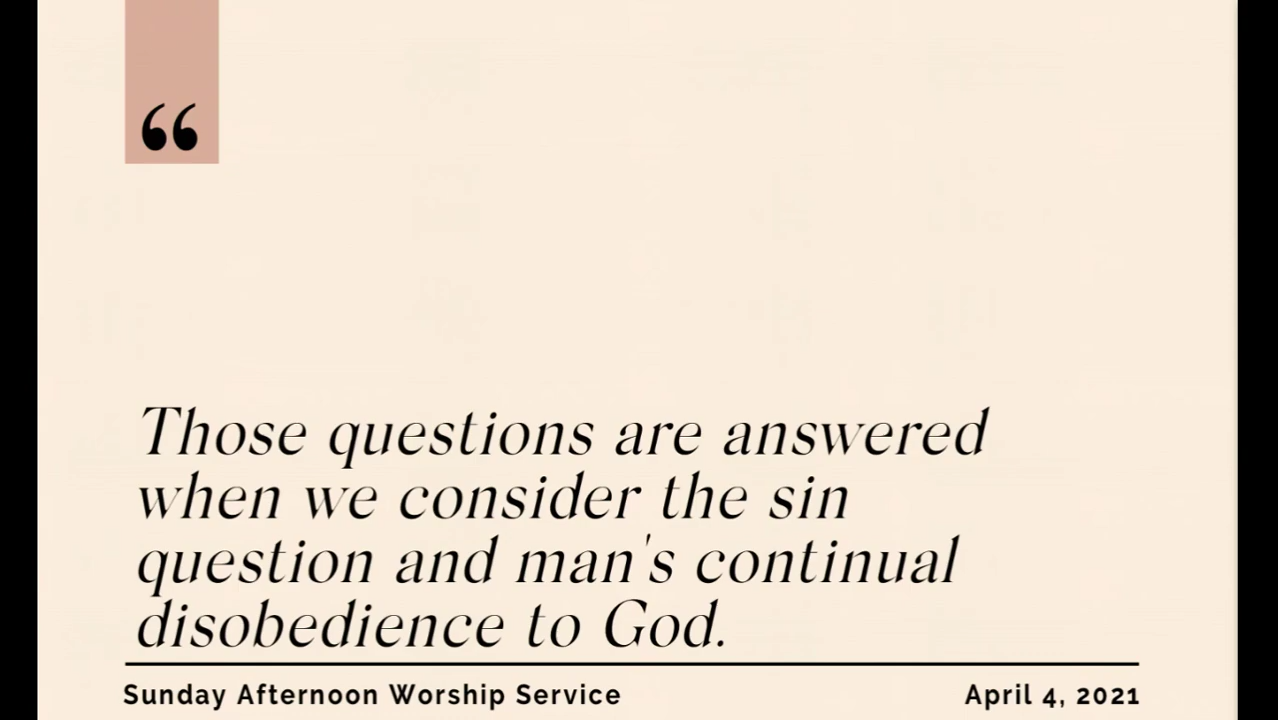 “
Those questions are answered
when we consider the sin
question and man's continual
disobedience to God.
Sunday Afternoon Worship Service April 4, 2021